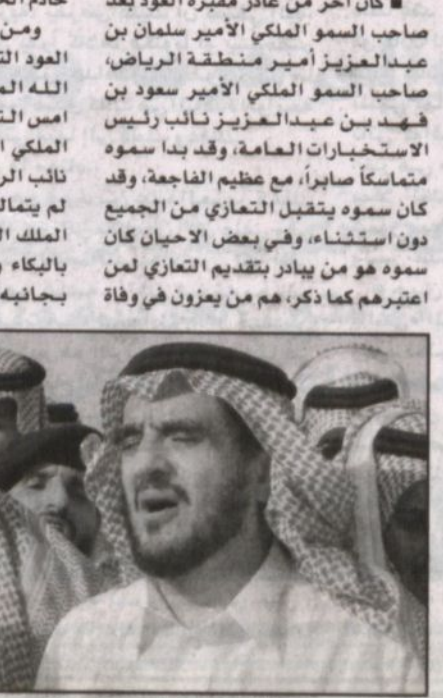 ■ كان آخر من غادر مقبرة العود بعد
صاحب السمو الملكي الأمير سلمان بن
عبدالعزيز أمير منطقة الرياض،
صاحب السمو الملكي الأمير سعود بن
فهد بن عبدالعزيز نائب رئيس
الاستخبارات العامة، وقد بدا سموه
متماسكاً صابراً، مع عظيم الفاجعة، وقد
كان سموه يتقبل التعازي من الجميع
دون استثناء، وفي بعض الاحيان كان
سموه هو من يبادر بتقديم التعازي لمن
اعتبرهم كما ذكر، هم من يعزون في وفاة
خادم
ومن
العود
الله
امس
الملكي
نائب
لم يتمالك
الملك
بالبكاء
بجانبه